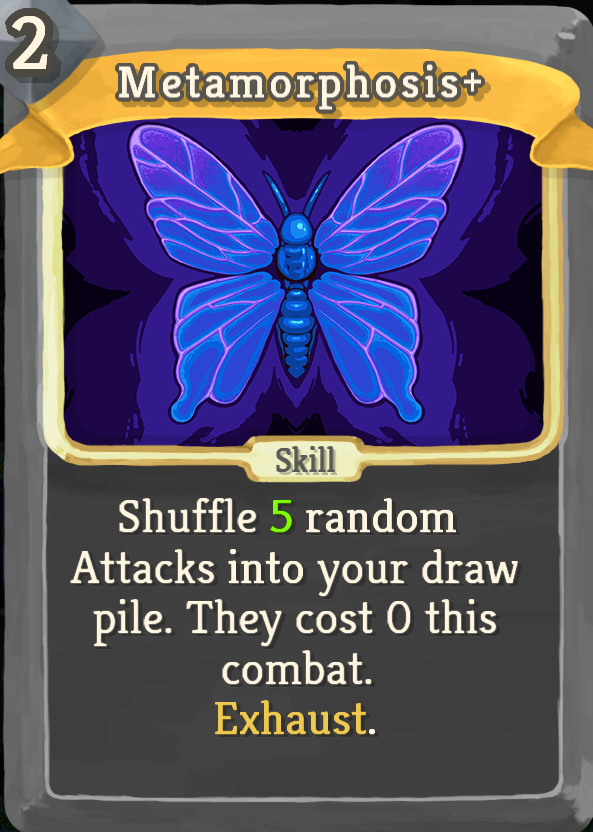 2
Metamorphosis+
Skill
Shuffle 5 random
Attacks into your draw
pile. They cost 0 this
combat.
Exhaust.